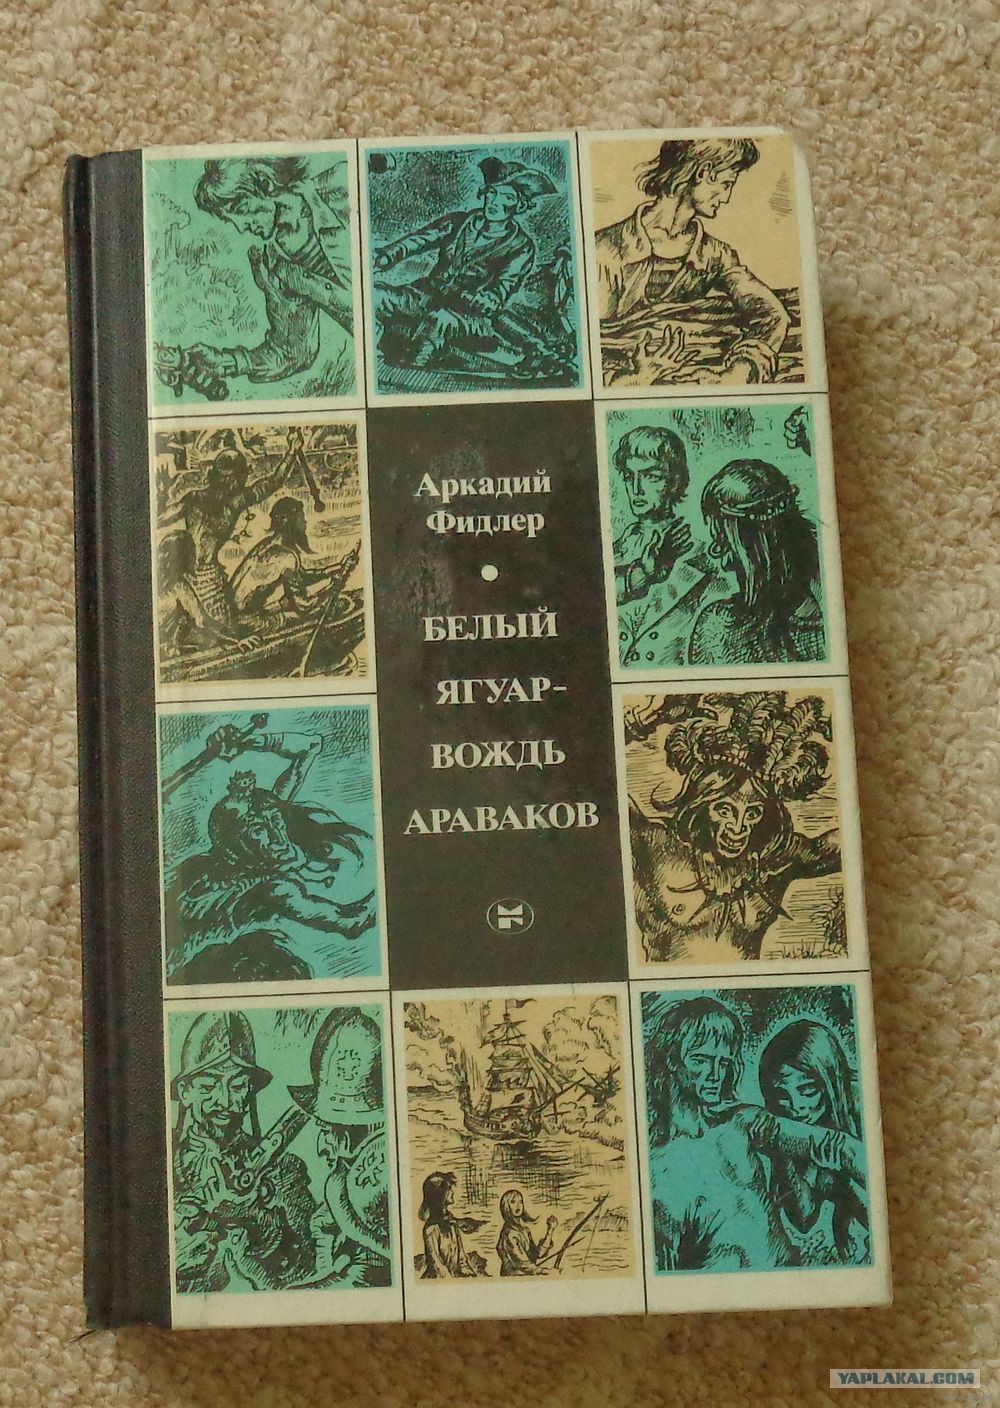 Аркадий
Фидлер
БЕЛЫЙ
ЯГУАР-
ВОЖДЬ
АРАВАКОВ
YAPLAKAL.COM